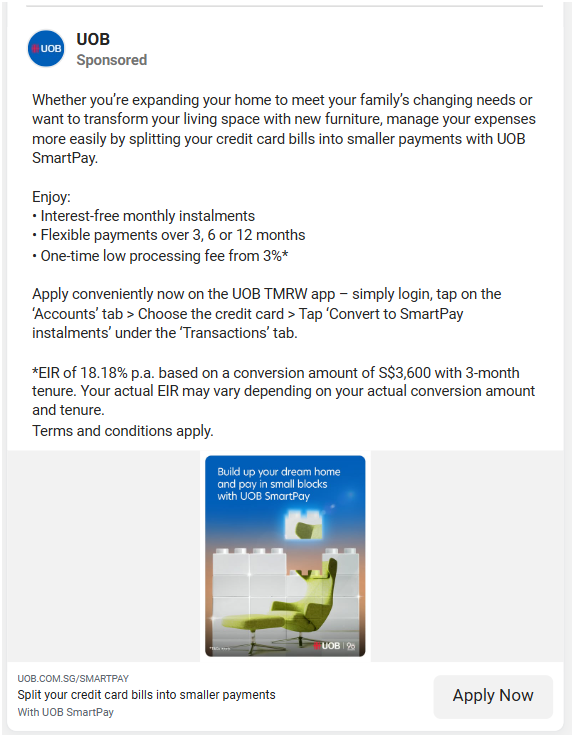 UOB
UOB
Sponsored
Whether you're expanding your home to meet your family's changing needs or
want to transform your living space with new furniture, manage your expenses
more easily by splitting your credit card bills into smaller payments with UOB
SmartPay.
Enjoy:
• Interest-free monthly instalments
• Flexible payments over 3, 6 or 12 months
• One-time low processing fee from 3%*
Apply conveniently now on the UOB TMRW app – simply login, tap on the
‘Accounts’ tab > Choose the credit card > Tap ‘Convert to SmartPay
instalments’ under the ‘Transactions’ tab.
*EIR of 18.18% p.a. based on a conversion amount of S$3,600 with 3-month
tenure. Your actual EIR may vary depending on your actual conversion amount
and tenure.
Terms and conditions apply.
Build up your dream home
and pay in small blocks
with UOB SmartPay
UOB
UOB.COM.SG/SMARTPAY
Split your credit card bills into smaller payments
With UOB SmartPay
Apply Now